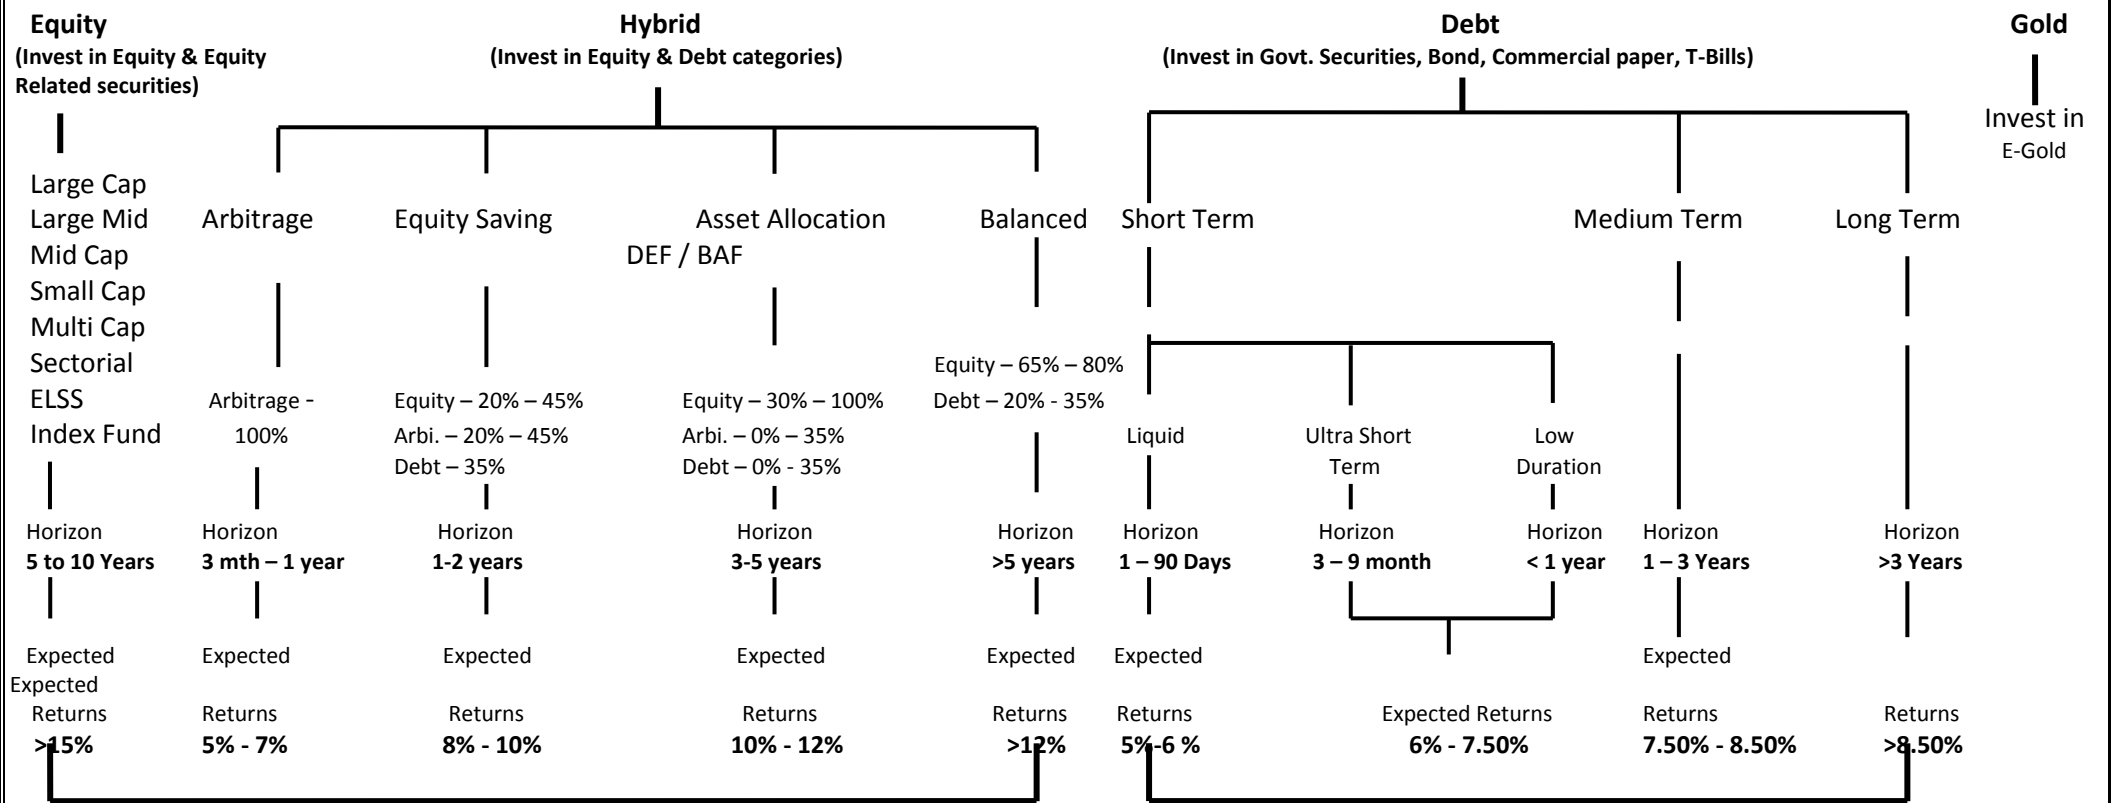 Equity
(Invest in Equity & Equity
Related securities)
Hybrid
(Invest in Equity & Debt categories)
Debt
(Invest in Govt. Securities, Bond, Commercial paper, T-Bills)
Gold
Invest in
E-Gold
Large Cap
Large Mid
Mid Cap
Small Cap
Multi Cap
Sectorial
ELSS
Index Fund
Horizon
5 to 10 Years
Expected
Expected
Returns
>15%
Arbitrage
Arbitrage -
100%
Horizon
3 mth – 1 year
Expected
Returns
5% - 7%
Equity Saving
Equity – 20% – 45%
Arbi. – 20% – 45%
Debt – 35%
Horizon
1-2 years
Expected
Returns
8% - 10%
Asset Allocation
DEF / BAF
Equity – 30% – 100%
Arbi. – 0% – 35%
Debt – 0% - 35%
Horizon
3-5 years
Expected
Returns
10% - 12%
Balanced
Equity – 65% – 80%
Debt – 20% - 35%
Horizon
>5 years
Expected
Returns
>12%
Short Term
Liquid
Horizon
1 – 90 Days
Expected
Returns
5%-6 %
Ultra Short
Term
Horizon
3 – 9 month
Low
Duration
Horizon
< 1 year
Expected Returns
6% - 7.50%
Medium Term
Horizon
1 – 3 Years
Expected
Returns
7.50% - 8.50%
Long Term
Horizon
>3 Years
Returns
>8.50%